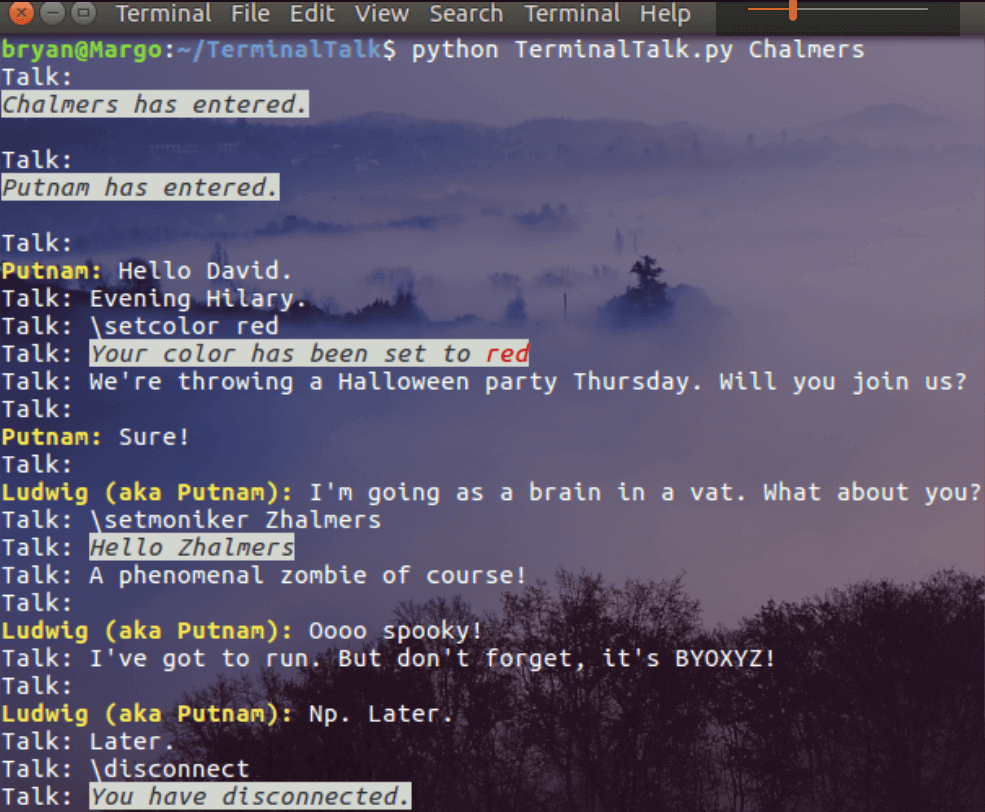 Terminal File Edit View Search Terminal Help
bryan@Margo:~/TerminalTalk$ python TerminalTalk.py Chalmers
Talk:
Chalmers has entered.
Talk:
Putnam has entered.
Talk:
Putnam: Hello David.
Talk: Evening Hilary.
Talk: \setcolor red
Talk: Your color has been set to red
Talk: We're throwing a Halloween party Thursday. Will you join us?
Talk:
Putnam: Sure!
Talk:
Ludwig (aka Putnam): I'm going as a brain in a vat. What about you?
Talk: \setmoniker Zhalmers
Talk: Hello Zhalmers
Talk: A phenomenal zombie of course!
Talk:
Ludwig (aka Putnam): Oooo spooky!
Talk: I've got to run. But don't forget, it's BYOXYZ!
Talk:
Ludwig (aka Putnam): Np. Later.
Talk: Later.
Talk: \disconnect
Talk: You have disconnected.